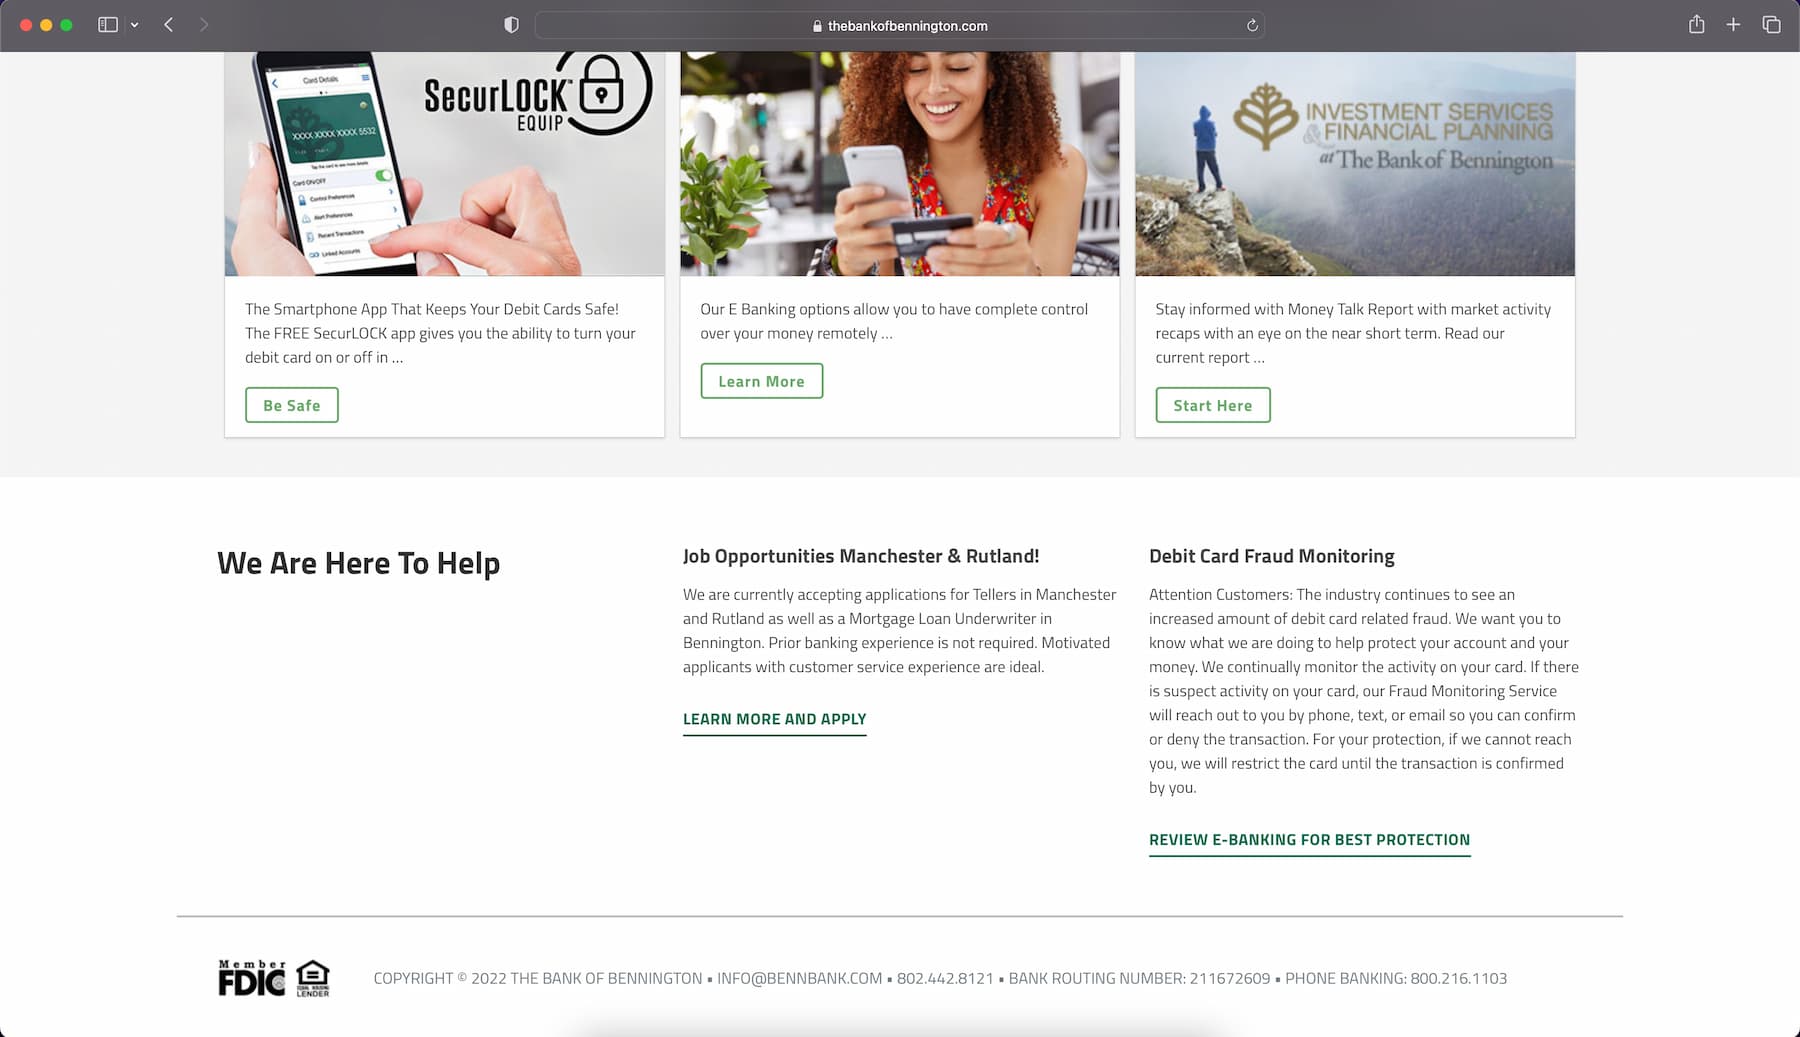 thebankofbennington.com
Card Details
XXXX XXXX XXXX 5532
Tap the card to see more details
Card ON/OFF
Control Preferences
Alert Preferences
Recent Transactions
Linked Accounts
SecurLOCK™
EQUIP
INVESTMENT SERVICES
& FINANCIAL PLANNING
at The Bank of Bennington
The Smartphone App That Keeps Your Debit Cards Safe!
The FREE SecurLOCK app gives you the ability to turn your
debit card on or off in ...
Be Safe
Our E Banking options allow you to have complete control
over your money remotely ...
Learn More
Stay informed with Money Talk Report with market activity
recaps with an eye on the near short term. Read our
current report ...
Start Here
We Are Here To Help
Job Opportunities Manchester & Rutland!
We are currently accepting applications for Tellers in Manchester
and Rutland as well as a Mortgage Loan Underwriter in
Bennington. Prior banking experience is not required. Motivated
applicants with customer service experience are ideal.
LEARN MORE AND APPLY
Debit Card Fraud Monitoring
Attention Customers: The industry continues to see an
increased amount of debit card related fraud. We want you to
know what we are doing to help protect your account and your
money. We continually monitor the activity on your card. If there
is suspect activity on your card, our Fraud Monitoring Service
will reach out to you by phone, text, or email so you can confirm
or deny the transaction. For your protection, if we cannot reach
you, we will restrict the card until the transaction is confirmed
by you.
REVIEW E-BANKING FOR BEST PROTECTION
Member
FDIC
EQUAL HOUSING
LENDER
COPYRIGHT © 2022 THE BANK OF BENNINGTON ▪ INFO@BENNBANK.COM ▪ 802.442.8121 ▪ BANK ROUTING NUMBER: 211672609 ▪ PHONE BANKING: 800.216.1103